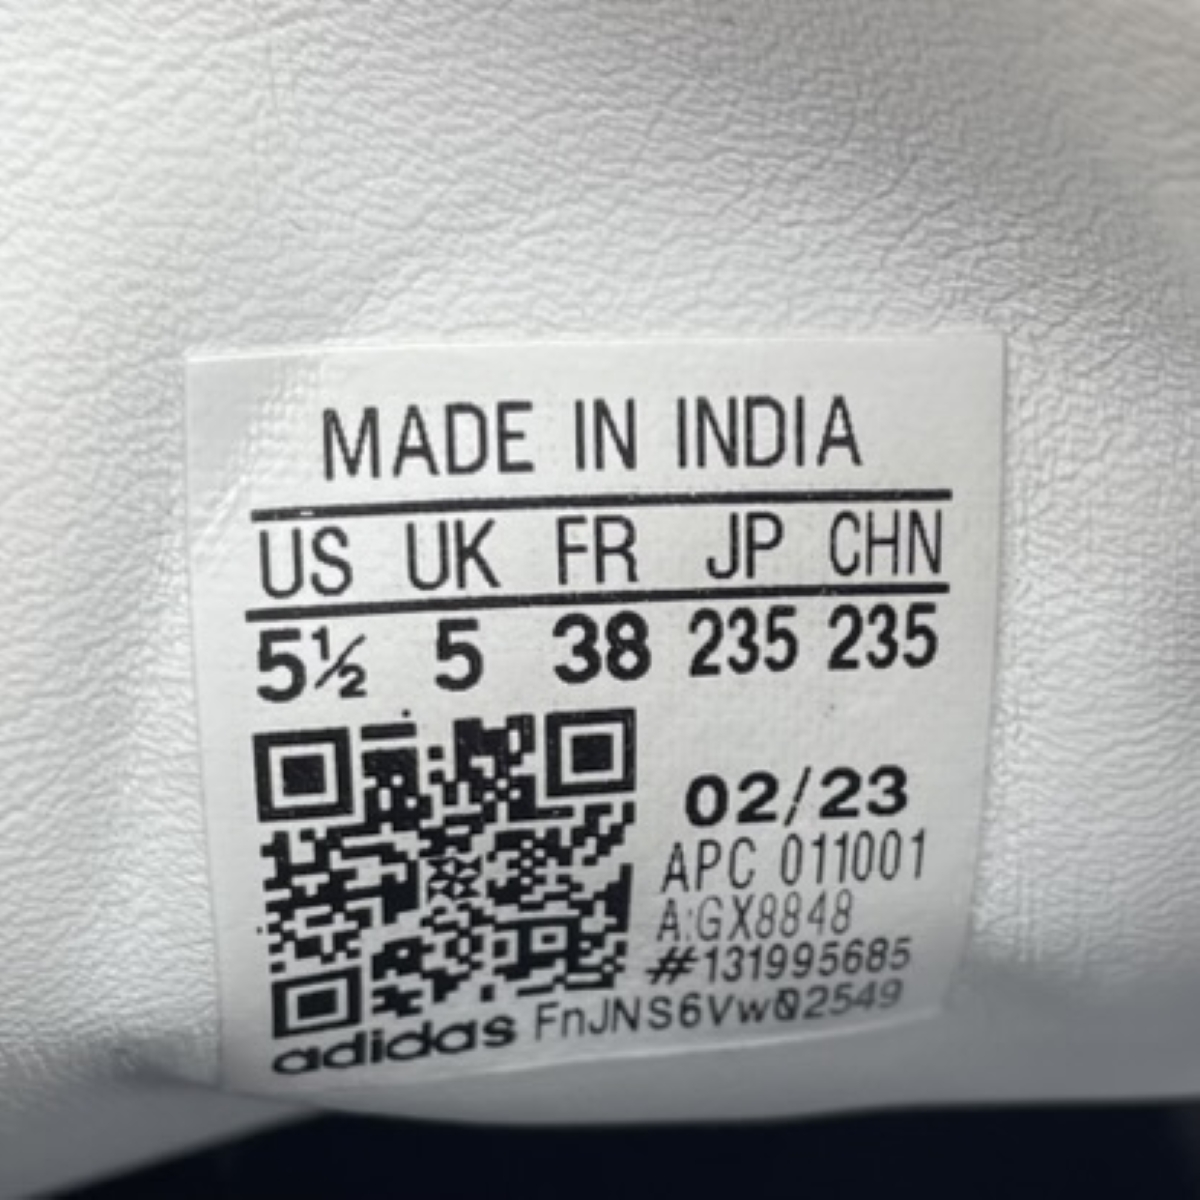 MADE IN INDIA
US UK FR JP CHN
5½ 5 38 235 235
02/23
APC 011001
A:GX8848
#131995685
adidas FnJNS6Vw02549